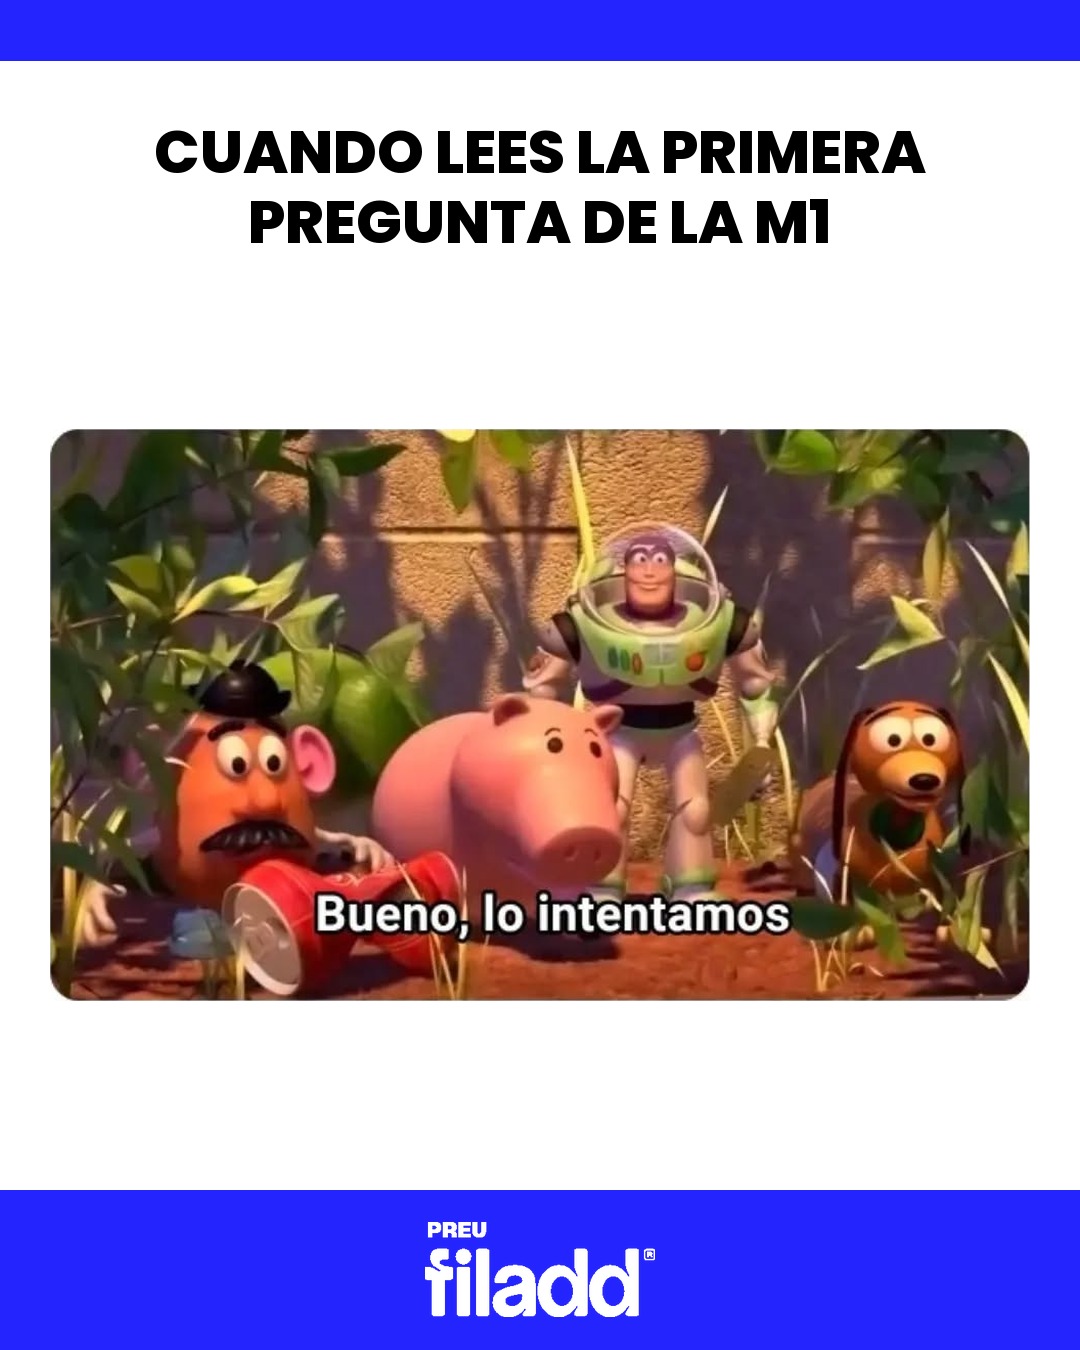 CUANDO LEES LA PRIMERA
PREGUNTA DE LA M1
Bueno, lo intentamos
PREU
filadd®